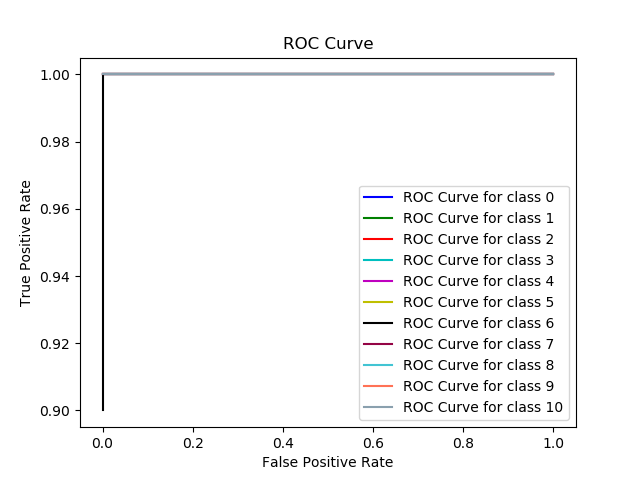 ROC Curve
1.00
0.98
0.96
0.94
0.92
0.90
True Positive Rate
ROC Curve for class 0
ROC Curve for class 1
ROC Curve for class 2
ROC Curve for class 3
ROC Curve for class 4
ROC Curve for class 5
ROC Curve for class 6
ROC Curve for class 7
ROC Curve for class 8
ROC Curve for class 9
ROC Curve for class 10
0.0 0.2 0.4 0.6 0.8 1.0
False Positive Rate